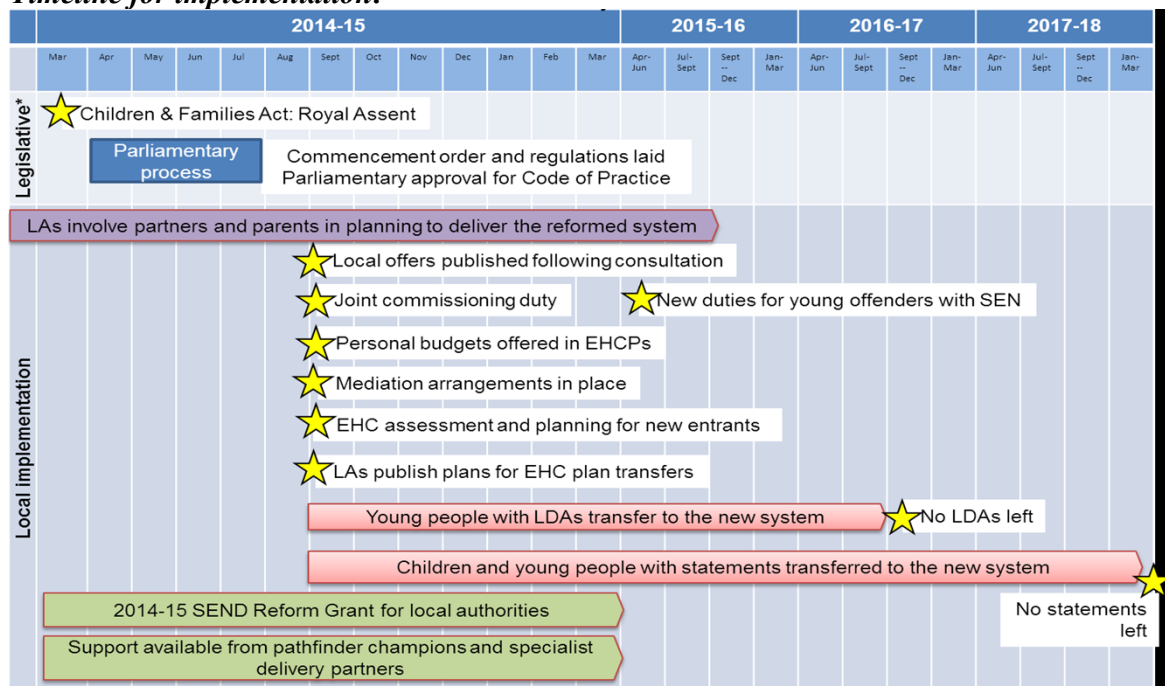 Timeline for implementation:
2014-15 2015-16 2016-17 2017-18
Mar Apr May Jun Jul Aug Sept Oct Nov Dec Jan Feb Mar Apr-Jun Jul-Sept Sept--Dec Jan-Mar Apr-Jun Jul-Sept Sept--Dec Jan-Mar Apr-Jun Jul-Sept Sept--Dec Jan-Mar
Legislative*
Children & Families Act: Royal Assent
Parliamentary
process
Commencement order and regulations laid
Parliamentary approval for Code of Practice
Local implementation
LAs involve partners and parents in planning to deliver the reformed system
Local offers published following consultation
Joint commissioning duty
New duties for young offenders with SEN
Personal budgets offered in EHCPs
Mediation arrangements in place
EHC assessment and planning for new entrants
LAs publish plans for EHC plan transfers
Young people with LDAs transfer to the new system
No LDAs left
Children and young people with statements transferred to the new system
No statements
left
2014-15 SEND Reform Grant for local authorities
Support available from pathfinder champions and specialist
delivery partners